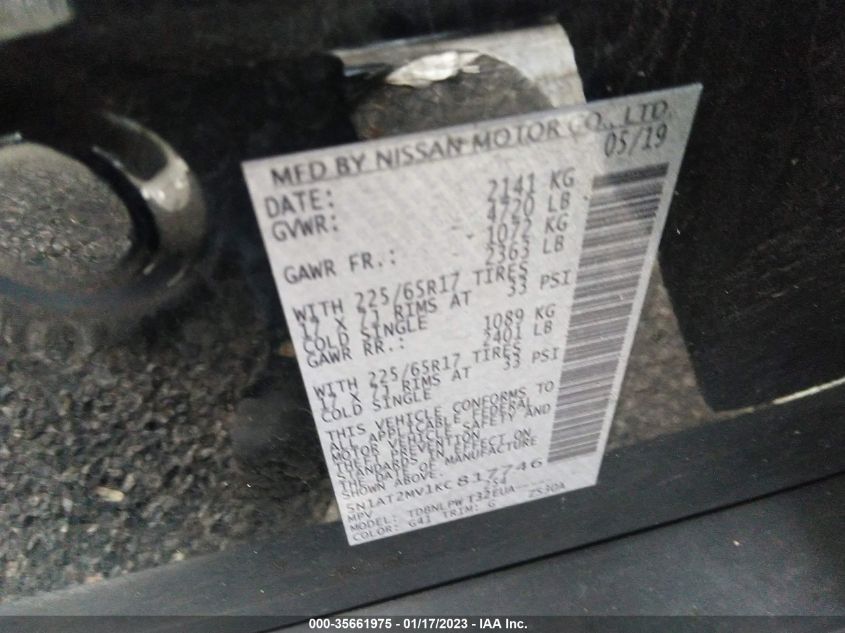 MFD BY NISSAN MOTOR CO., LTD.
DATE: 05/19
GVWR: 2141 KG
4720 LB
GAWR FR.: 1072 KG
2363 LB
WITH 225/65R17 TIRES
17 X 7J RIMS AT 33 PSI
COLD SINGLE
GAWR RR.: 1089 KG
2401 LB
WITH 225/65R17 TIRES
17 X 7J RIMS AT 33 PSI
COLD SINGLE
THIS VEHICLE CONFORMS TO
ALL APPLICABLE FEDERAL
MOTOR VEHICLE SAFETY AND
THEFT PREVENTION
STANDARDS IN EFFECT ON
THE DATE OF MANUFACTURE
SHOWN ABOVE.
5N1AT2MV1KC817746
MPV 254
MODEL: TDBNLPWT32EUA-----
COLOR: G41 TRIM: G 2530A
000-35661975 - 01/17/2023 - IAA Inc.